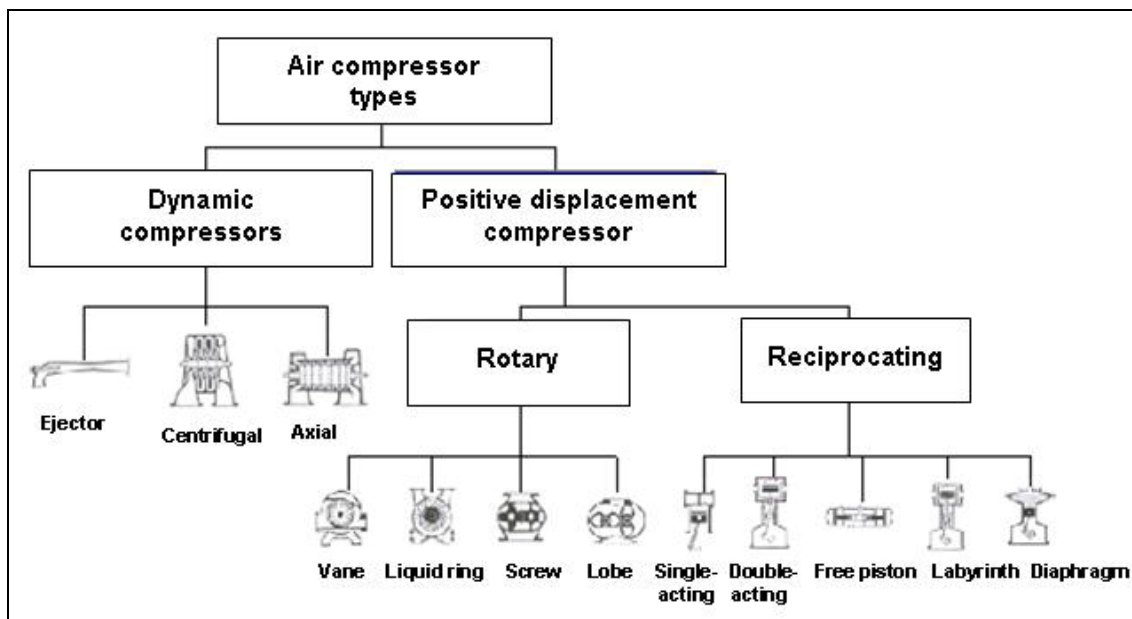 Air compressor
types
Dynamic
compressors
Positive displacement
compressor
Rotary
Reciprocating
Ejector
Centrifugal
Axial
Vane
Liquid ring
Screw
Lobe
Single-
acting
Double-
acting
Free piston
Labyrinth
Diaphragm